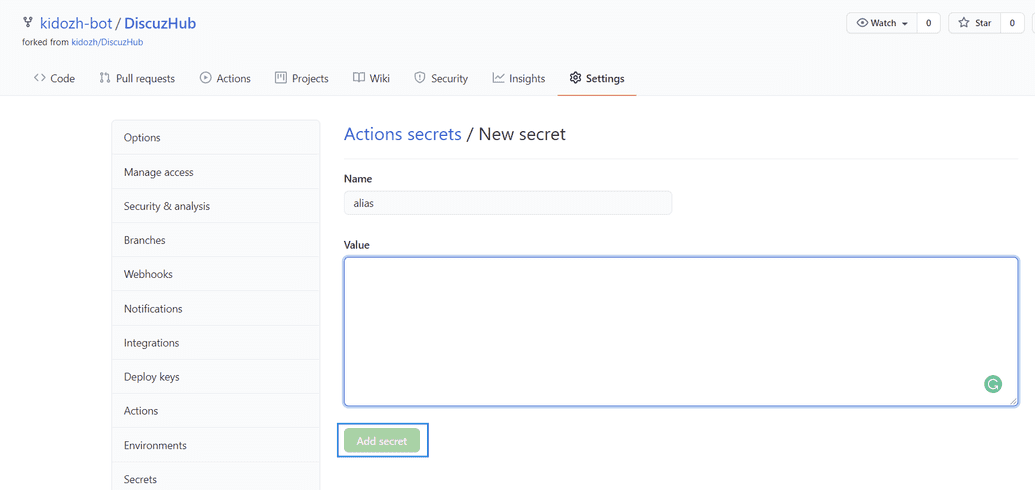 kidozh-bot / DiscuzHub
Watch 0 Star 0
forked from kidozh/DiscuzHub
Code Pull requests Actions Projects Wiki Security Insights Settings
Options
Manage access
Security & analysis
Branches
Webhooks
Notifications
Integrations
Deploy keys
Actions
Environments
Secrets
Actions secrets / New secret
Name
alias
Value
Add secret